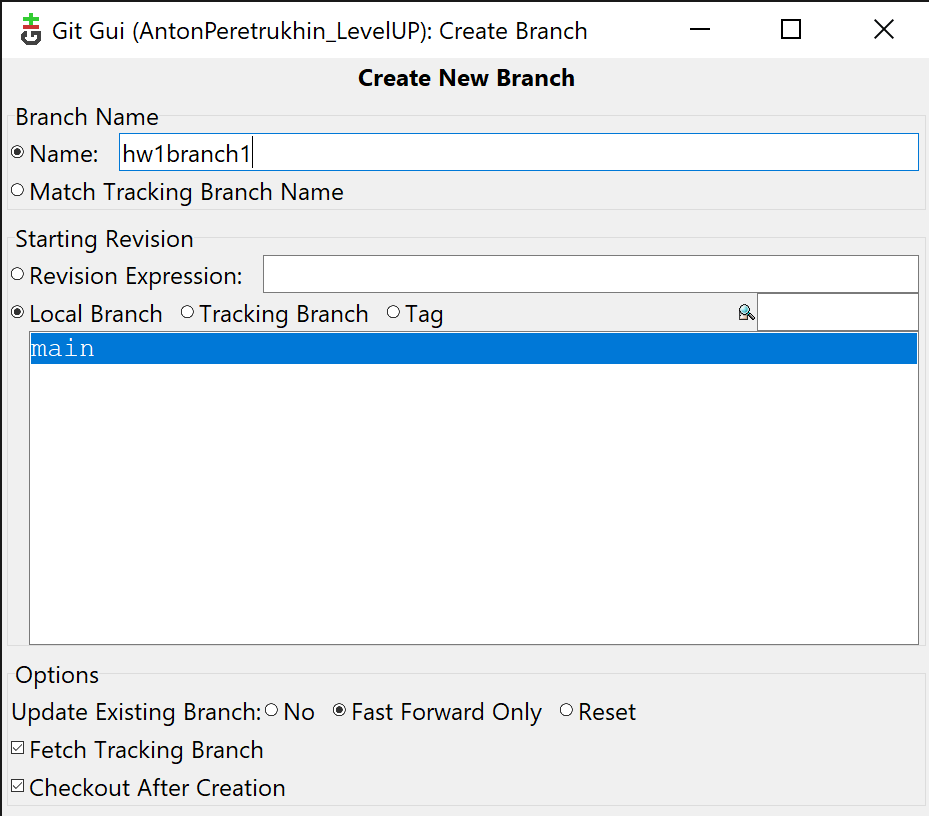 Git Gui (AntonPeretrukhin_LevelUP): Create Branch
Create New Branch
Branch Name
Name: hw1branch1
Match Tracking Branch Name
Starting Revision
Revision Expression:
Local Branch Tracking Branch Tag
main
Options
Update Existing Branch: No Fast Forward Only Reset
Fetch Tracking Branch
Checkout After Creation